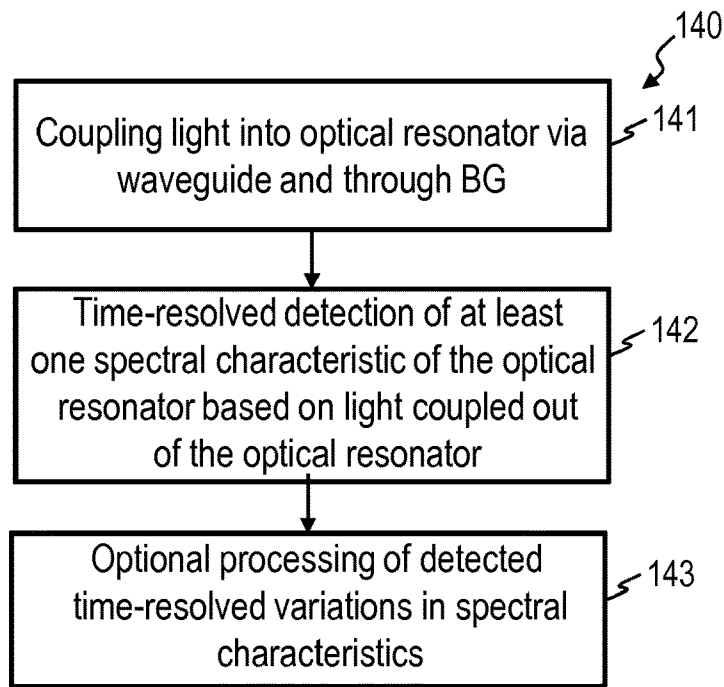 140
Coupling light into optical resonator via
waveguide and through BG
141
Time-resolved detection of at least
one spectral characteristic of the optical
resonator based on light coupled out
of the optical resonator
142
Optional processing of detected
time-resolved variations in spectral
characteristics
143